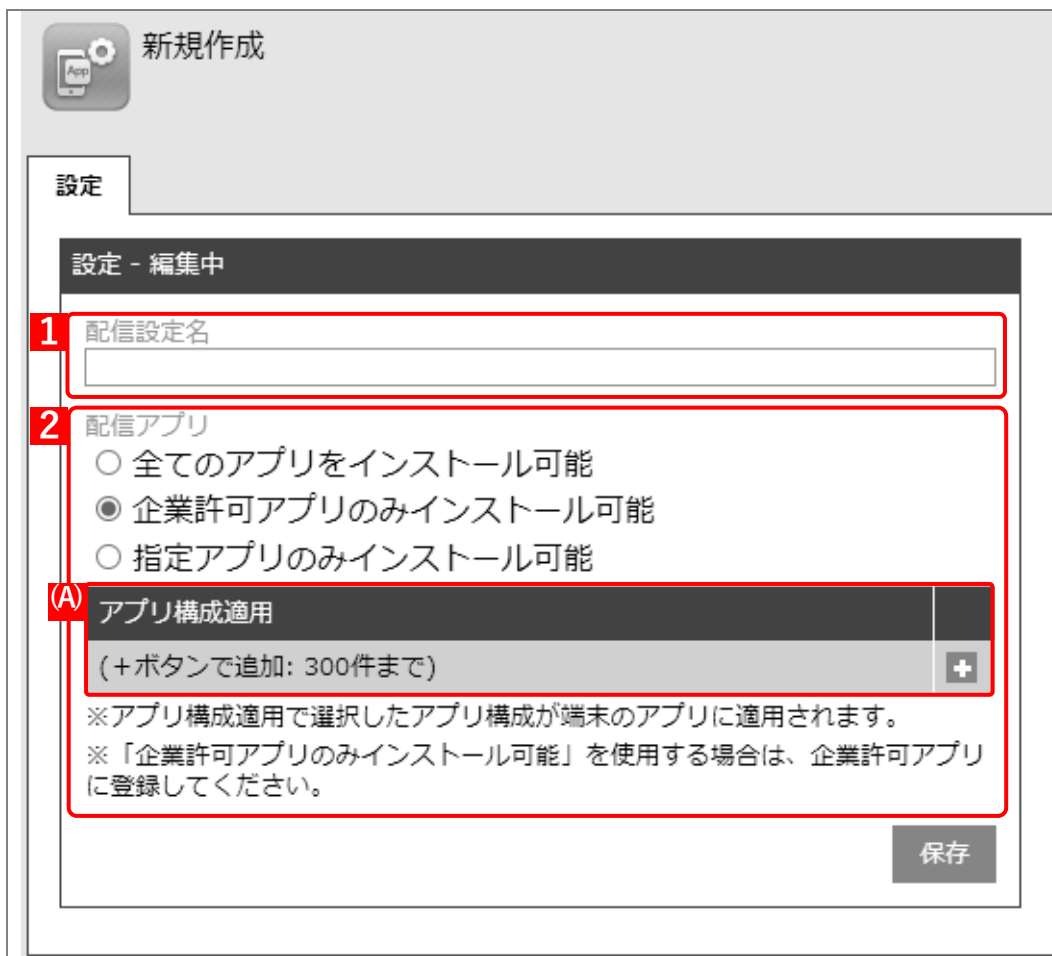 App
新規作成
設定
設定 - 編集中
1
配信設定名
2
配信アプリ
全てのアプリをインストール可能
企業許可アプリのみインストール可能
指定アプリのみインストール可能
(A)
アプリ構成適用
(+ボタンで追加: 300件まで)
※アプリ構成適用で選択したアプリ構成が端末のアプリに適用されます。
※「企業許可アプリのみインストール可能」を使用する場合は、企業許可アプリ
に登録してください。
保存